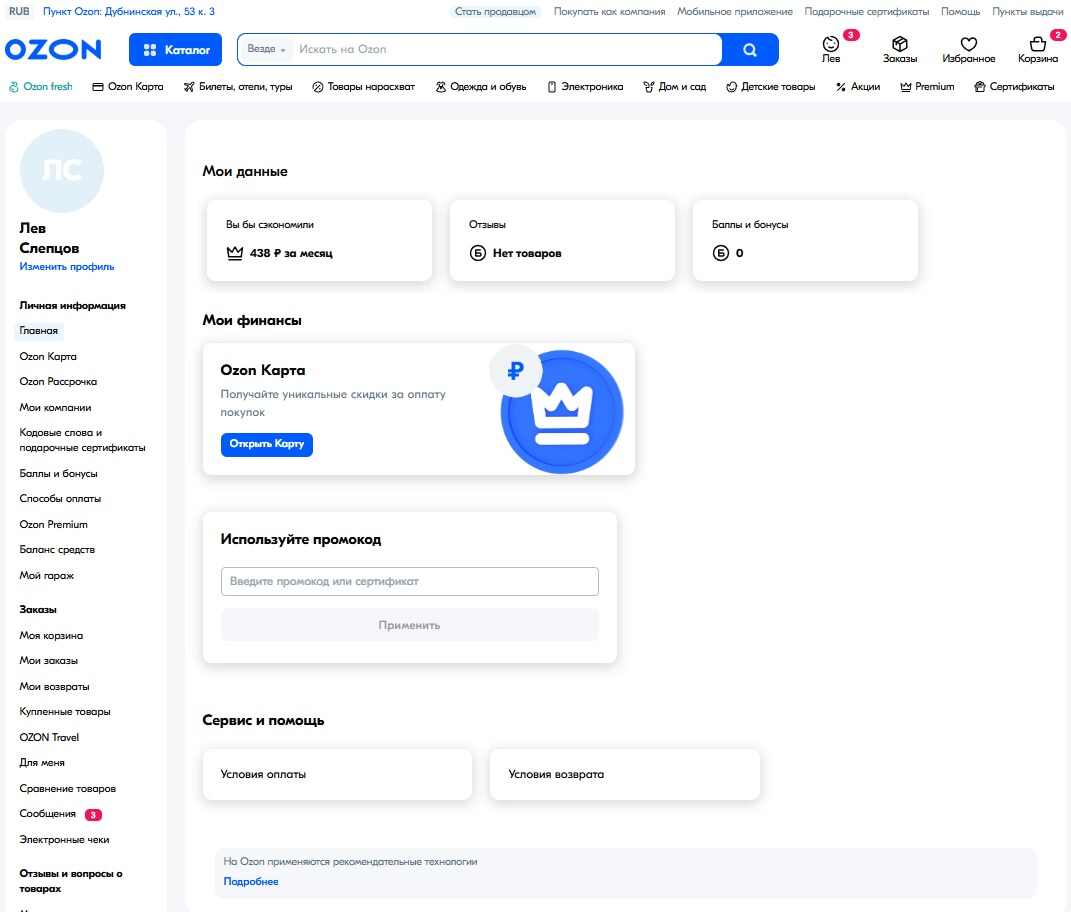 RUB Пункт Ozon: Дубнинская ул., 53 к. 3 Стать продавцом Покупать как компания Мобильное приложение Подарочные сертификаты Помощь Пункты выдачи
OZON Каталог Везде Искать на Ozon 3 2
Лев Заказы Избранное Корзина
Ozon fresh Ozon Карта Билеты, отели, туры Товары нарасхват Одежда и обувь Электроника Дом и сад Детские товары Акции Premium Сертификаты
ЛС
Лев
Слепцов
Изменить профиль
Личная информация
Главная
Ozon Карта
Ozon Рассрочка
Мои компании
Кодовые слова и
подарочные сертификаты
Баллы и бонусы
Способы оплаты
Ozon Premium
Баланс средств
Мой гараж
Заказы
Моя корзина
Мои заказы
Мои возвраты
Купленные товары
OZON Travel
Для меня
Сравнение товаров
Сообщения 3
Электронные чеки
Отзывы и вопросы о
товарах
Мои данные
Вы бы сэкономили
438 ₽ за месяц
Отзывы
Б Нет товаров
Баллы и бонусы
Б 0
Мои финансы
Ozon Карта
Получайте уникальные скидки за оплату
покупок
Открыть Карту
₽
Используйте промокод
Введите промокод или сертификат
Применить
Сервис и помощь
Условия оплаты
Условия возврата
На Ozon применяются рекомендательные технологии
Подробнее